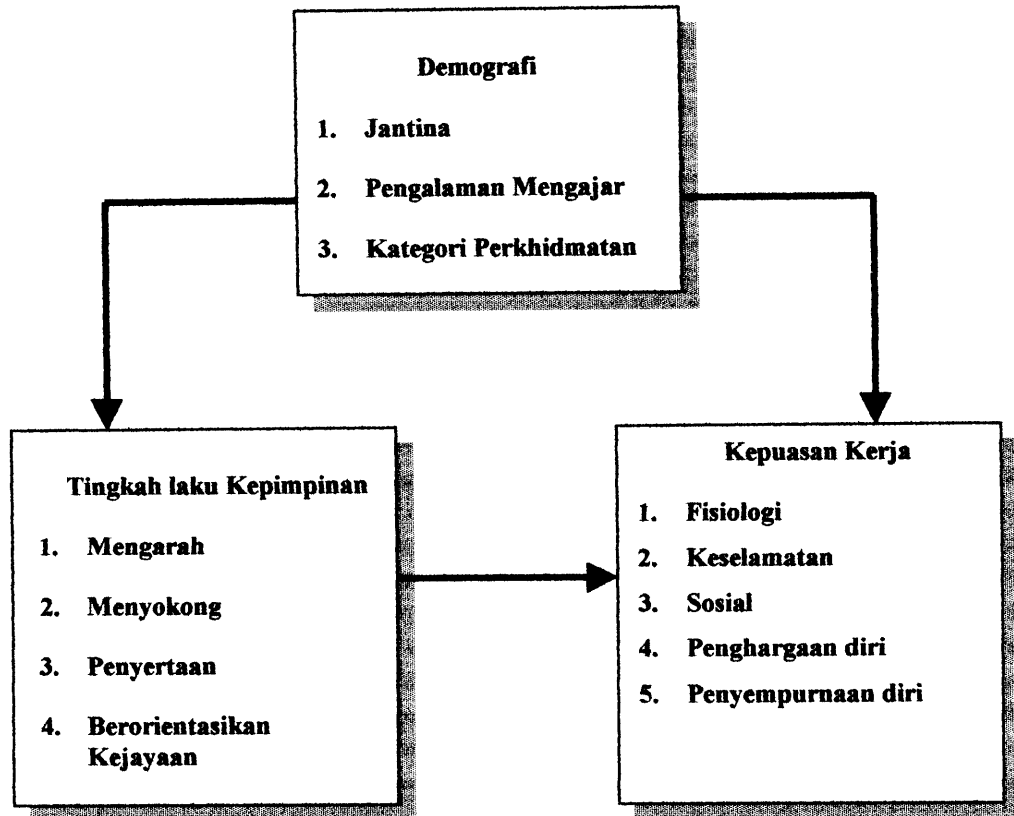 Demografi
1. Jantina
2. Pengalaman Mengajar
3. Kategori Perkhidmatan
Tingkah laku Kepimpinan
1. Mengarah
2. Menyokong
3. Penyertaan
4. Berorientasikan
Kejayaan
Kepuasan Kerja
1. Fisiologi
2. Keselamatan
3. Sosial
4. Penghargaan diri
5. Penyempurnaan diri